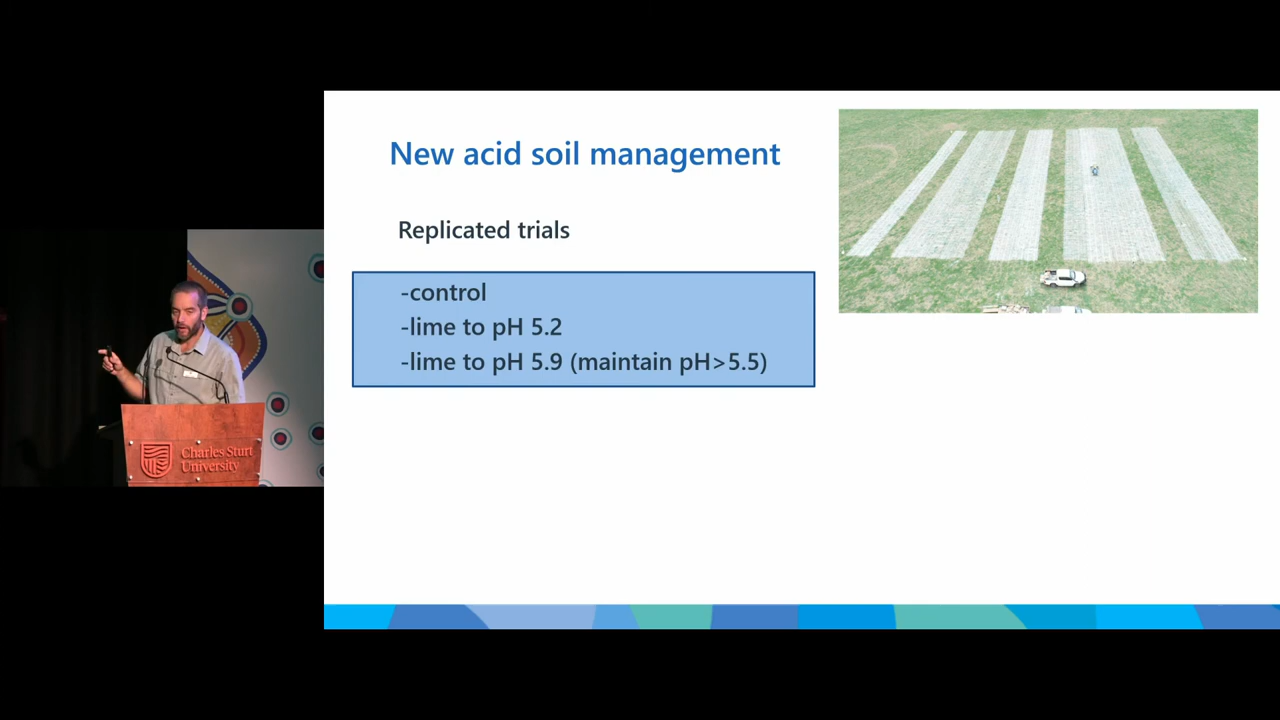 New acid soil management
Replicated trials
-control
-lime to pH 5.2
-lime to pH 5.9 (maintain pH>5.5)
Charles Sturt
University